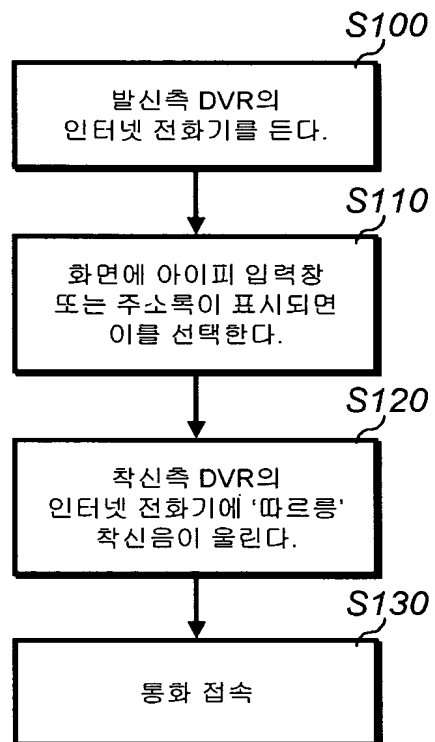 S100
발신측 DVR의
인터넷 전화기를 든다.
S110
화면에 아이피 입력창
또는 주소록이 표시되면
이를 선택한다.
S120
착신측 DVR의
인터넷 전화기에 ‘따르릉’
착신음이 울린다.
S130
통화 접속